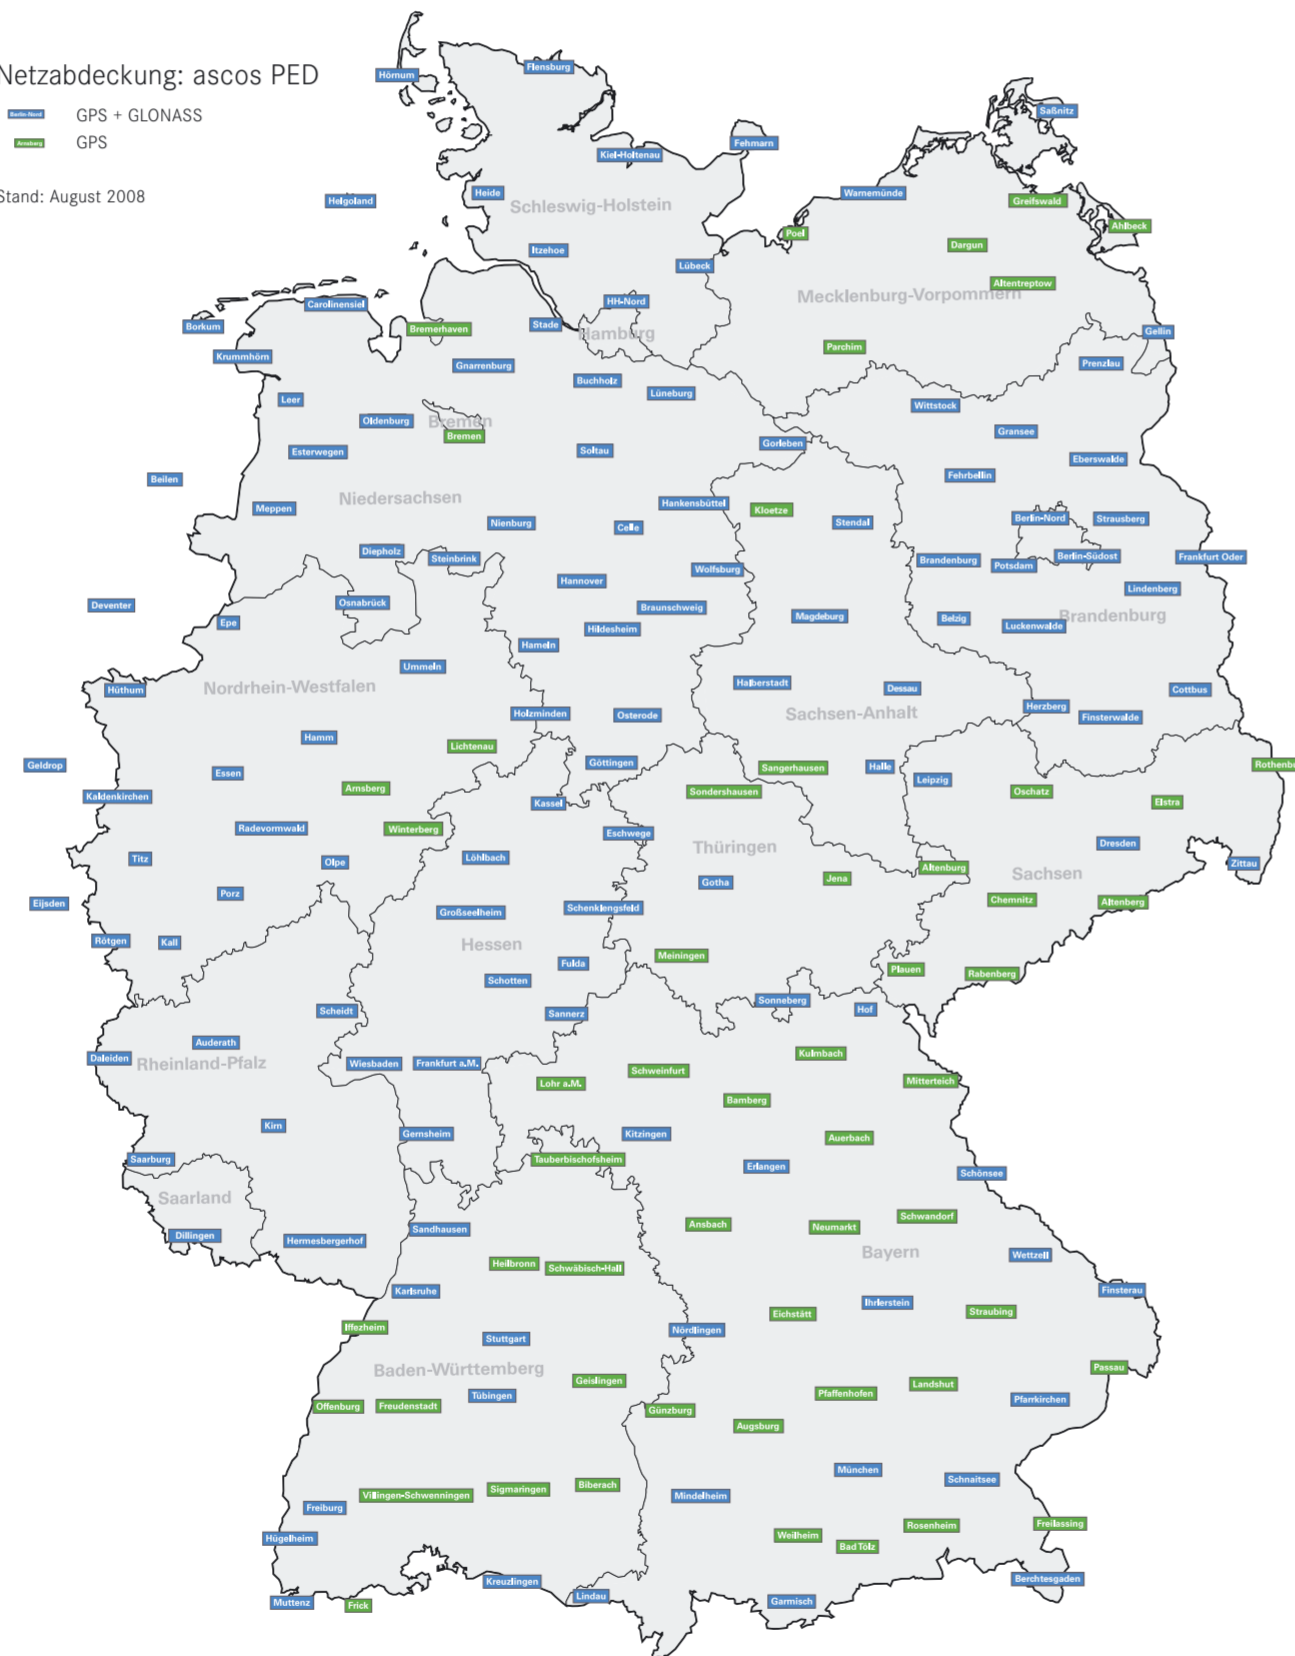 Netzabdeckung: ascos PED
Berlin-Nord
GPS + GLONASS
Arnsberg
GPS
Stand: August 2008
Hörnum
Flensburg
Saßnitz
Fehmarn
Kiel-Holtenau
Heide
Warnemünde
Helgoland
Greifswald
Schleswig-Holstein
Ahlbeck
Poel
Dargun
Itzehoe
Lübeck
Altentreptow
Mecklenburg-Vorpommern
HH-Nord
Carolinensiel
Borkum
Stade
Bremerhaven
Hamburg
Gellin
Parchim
Krummhörn
Gnarrenburg
Prenzlau
Buchholz
Lüneburg
Leer
Wittstock
Oldenburg
Bremen
Bremen
Gransee
Gorleben
Esterwegen
Soltau
Eberswalde
Fehrbellin
Beilen
Niedersachsen
Hankensbüttel
Meppen
Kloetze
Berlin-Nord
Strausberg
Nienburg
Stendal
Celle
Diepholz
Steinbrink
Berlin-Südost
Frankfurt Oder
Brandenburg
Potsdam
Wolfsburg
Hannover
Lindenberg
Osnabrück
Deventer
Braunschweig
Magdeburg
Brandenburg
Belzig
Epe
Luckenwalde
Hildesheim
Hameln
Ummeln
Halberstadt
Nordrhein-Westfalen
Dessau
Hüthum
Cottbus
Herzberg
Holzminden
Osterode
Sachsen-Anhalt
Finsterwalde
Hamm
Lichtenau
Göttingen
Geldrop
Rothenbu
Halle
Sangerhausen
Essen
Leipzig
Arnsberg
Sondershausen
Oschatz
Kaldenkirchen
Elstra
Kassel
Radevormwald
Winterberg
Eschwege
Dresden
Thüringen
Löhlbach
Titz
Olpe
Zittau
Altenburg
Sachsen
Jena
Gotha
Porz
Chemnitz
Altenberg
Eijsden
Schenklengsfeld
Großseelheim
Rötgen
Kall
Hessen
Meiningen
Fulda
Plauen
Rabenberg
Schotten
Sonneberg
Hof
Scheidt
Sannerz
Auderath
Kulmbach
Daleiden
Rheinland-Pfalz
Wiesbaden
Frankfurt a.M.
Schweinfurt
Mitterteich
Lohr a.M.
Bamberg
Kirn
Gernsheim
Kitzingen
Auerbach
Saarburg
Tauberbischofsheim
Erlangen
Schönsee
Saarland
Schwandorf
Ansbach
Neumarkt
Sandhausen
Dillingen
Hermesbergerhof
Bayern
Wettzell
Heilbronn
Schwäbisch-Hall
Karlsruhe
Finsterau
Ihrlerstein
Straubing
Eichstätt
Iffezheim
Nördlingen
Stuttgart
Passau
Baden-Württemberg
Geislingen
Landshut
Pfaffenhofen
Tübingen
Pfarrkirchen
Offenburg
Freudenstadt
Günzburg
Augsburg
München
Schnaitsee
Biberach
Sigmaringen
Villingen-Schwenningen
Mindelheim
Freiburg
Freilassing
Rosenheim
Weilheim
Hügelheim
Bad Tölz
Berchtesgaden
Kreuzlingen
Lindau
Garmisch
Muttenz
Frick